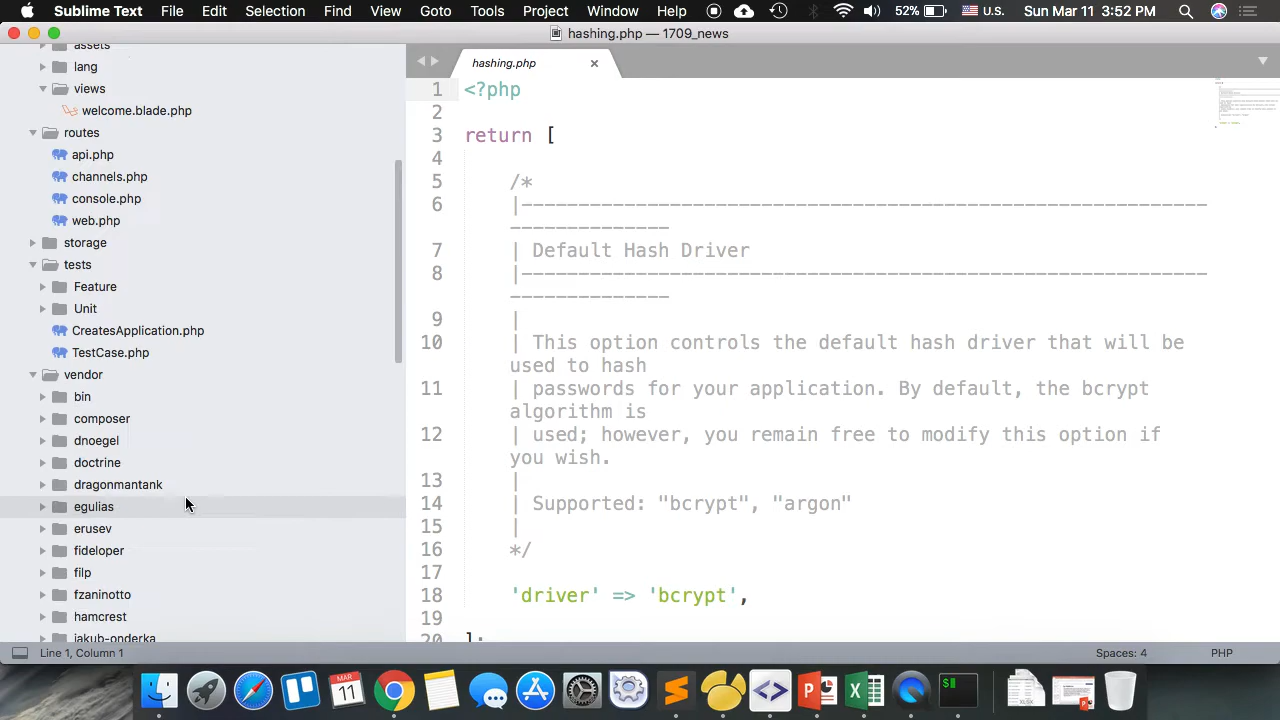 Sublime Text File Edit Selection Find View Goto Tools Project Window Help 52% U.S. Sun Mar 11 3:52 PM
hashing.php — 1709_news
assets
lang
views
welcome.blade.php
routes
api.php
channels.php
console.php
web.php
storage
tests
Feature
Unit
CreatesApplication.php
TestCase.php
vendor
bin
composer
dnoegel
doctrine
dragonmantank
egulias
erusev
fideloper
filp
fzaninotto
hamcrest
jakub-onderka
hashing.php
1 <?php
2
3 return [
4
5 /*
6 |--------------------------------------------------------------------------
7 | Default Hash Driver
8 |--------------------------------------------------------------------------
9 |
10 | This option controls the default hash driver that will be
used to hash
11 | passwords for your application. By default, the bcrypt
algorithm is
12 | used; however, you remain free to modify this option if
you wish.
13 |
14 | Supported: "bcrypt", "argon"
15 |
16 */
17
18 'driver' => 'bcrypt',
19
20 ];
Line 1, Column 1 Spaces: 4 PHP
MAR
11
$
XLSX